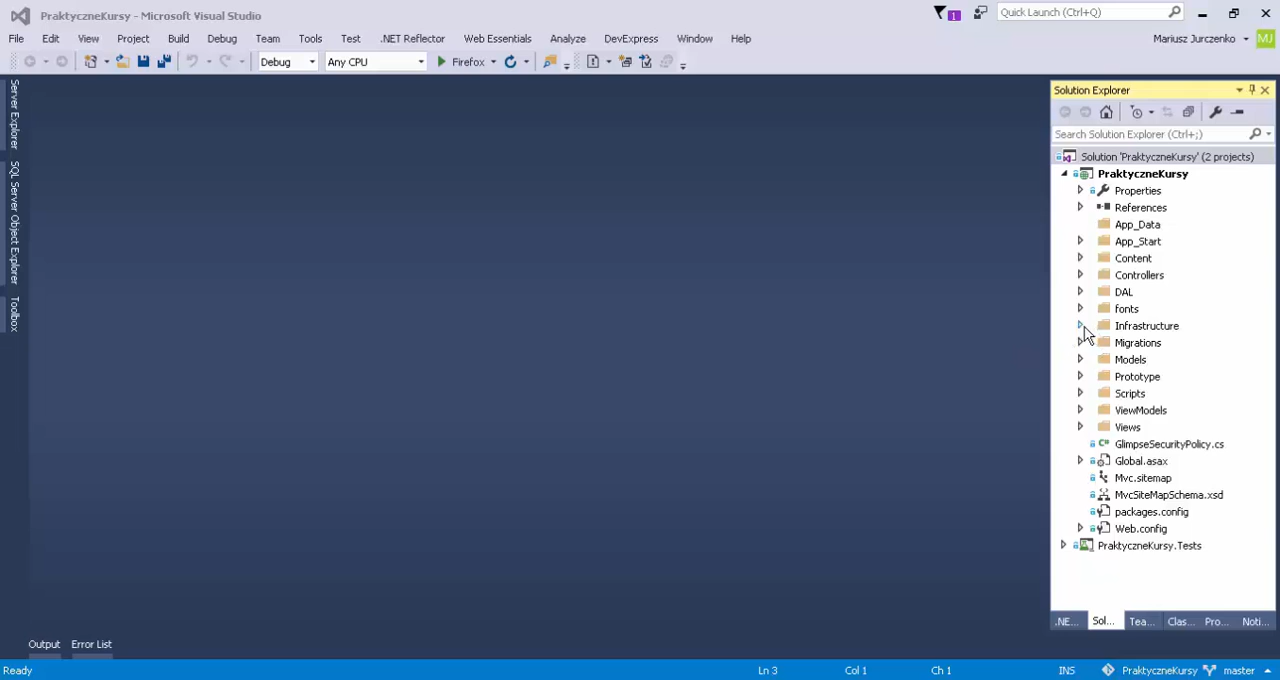 PraktyczneKursy - Microsoft Visual Studio
1
Quick Launch (Ctrl+Q)
File Edit View Project Build Debug Team Tools Test .NET Reflector Web Essentials Analyze DevExpress Window Help
Mariusz Jurczenko MJ
Debug Any CPU Firefox
Server Explorer
SQL Server Object Explorer
Toolbox
Solution Explorer
Search Solution Explorer (Ctrl+;)
Solution 'PraktyczneKursy' (2 projects)
PraktyczneKursy
Properties
References
App_Data
App_Start
Content
Controllers
DAL
fonts
Infrastructure
Migrations
Models
Prototype
Scripts
ViewModels
Views
C# GlimpseSecurityPolicy.cs
Global.asax
Mvc.sitemap
MvcSiteMapSchema.xsd
packages.config
Web.config
PraktyczneKursy.Tests
.NE... Sol... Tea... Clas... Pro... Noti...
Output Error List
Ready Ln 3 Col 1 Ch 1 INS PraktyczneKursy master